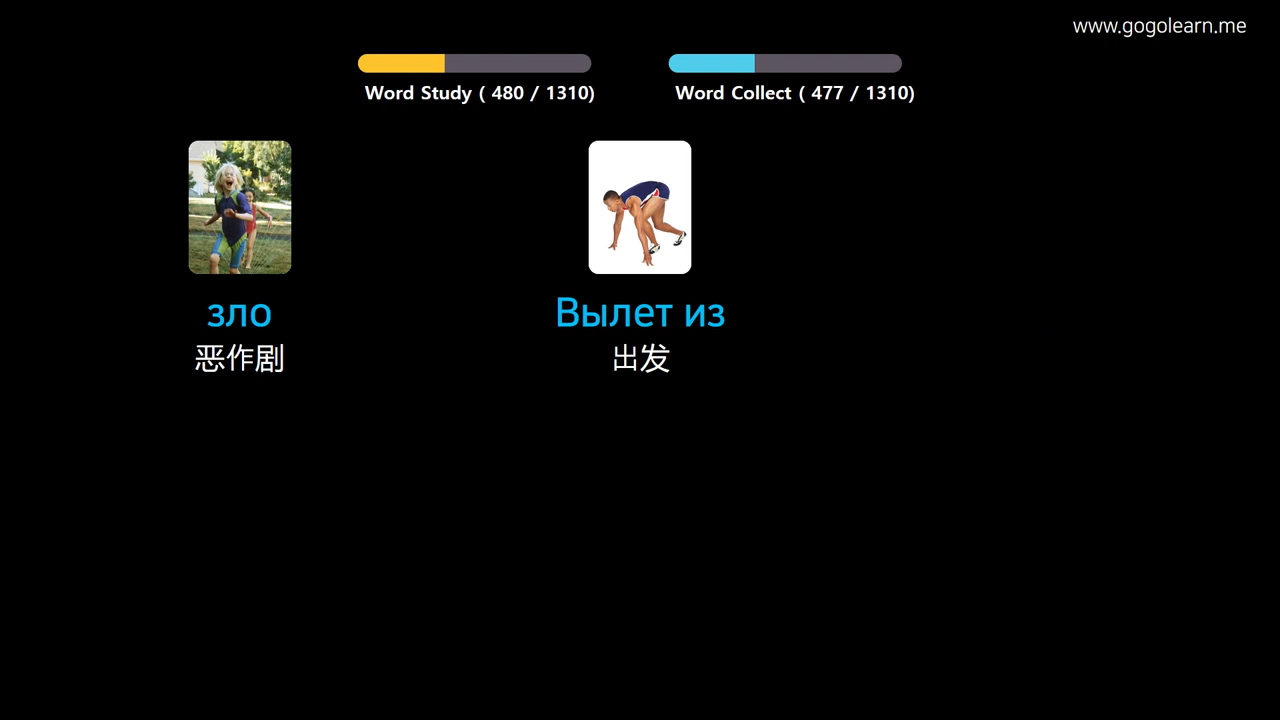 www.gogolearn.me
Word Study ( 480 / 1310)
Word Collect ( 477 / 1310)
зло
恶作剧
Вылет из
出发